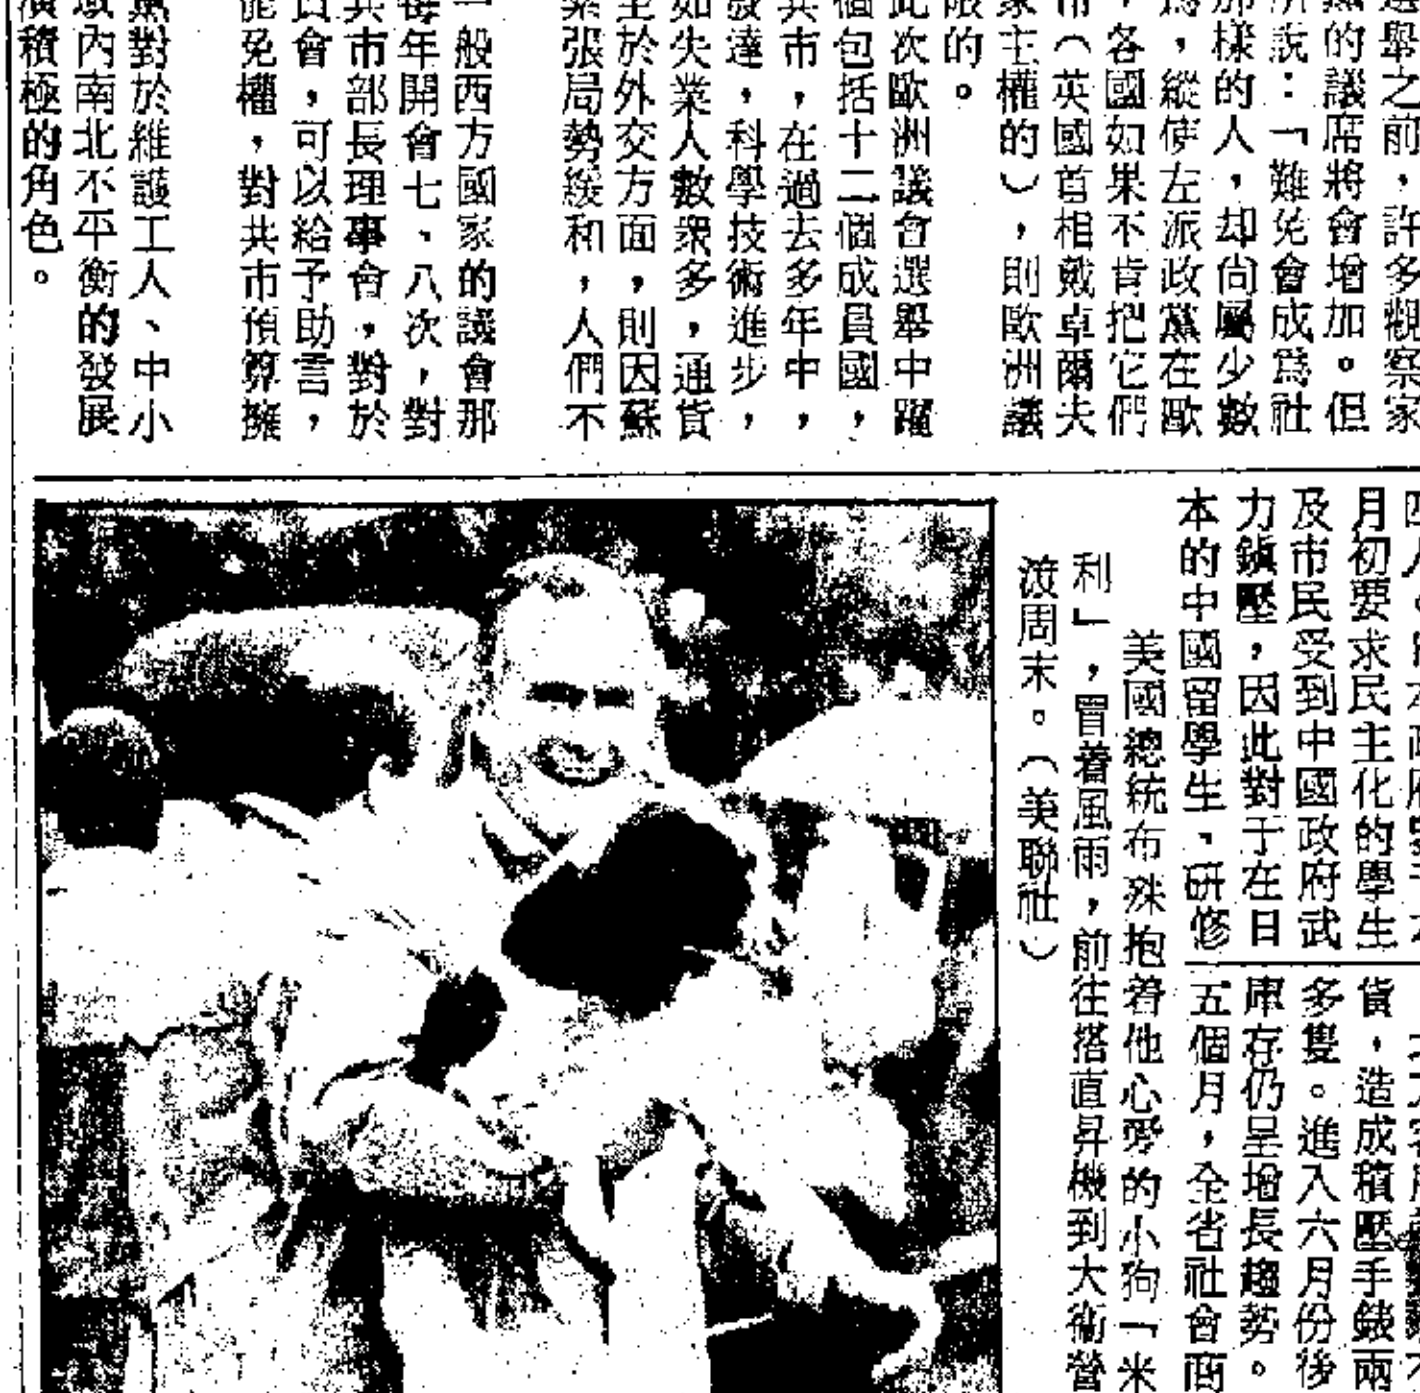 選舉之前，許多觀察家
的議席將會增加。但
所說：「難免會成爲社
那樣的人，却尙屬少數
爲，縱使左派政黨在歐
，各國如果不肯把它們
（英國首相戴卓爾夫
家主權的），則歐洲議
限的。
此次歐洲議會選舉中躍
個包括十二個成員國，
共市，在過去多年中，
發達，科學技術進步，
如失業人數衆多，通貨
至於外交方面，則因蘇
緊張局勢緩和，人們不
一般西方國家的議會那
每年開會七、八次，對
共市部長理事會，對於
會，可以給予助言，
能免權，對共市預算擁
黨對於維護工人、中小
域內南北不平衡的發展
演積極的角色。
月初要求民主化的學生
及市民受到中國政府武
力鎮壓，因此對于在日
本的中國留學生、研修
貨，造成積壓手錶兩
多隻。進入六月份後
庫存仍呈增長趨勢。
五個月，全省社會商
美國總統布殊抱着他心愛的小狗「米
利」，冒着風雨，前往搭直昇機到大衞營
渡周末。（美聯社）